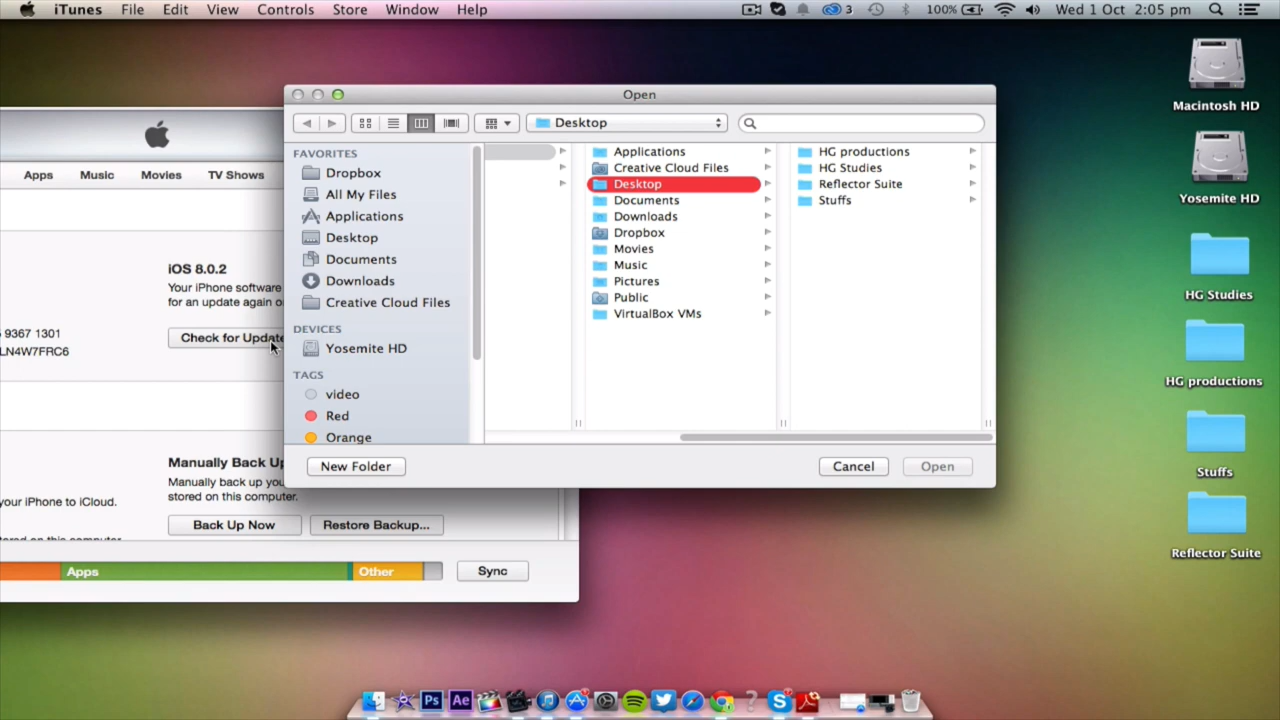 iTunes File Edit View Controls Store Window Help 3 100% Wed 1 Oct 2:05 pm
Open
Desktop
FAVORITES
Dropbox
All My Files
Applications
Desktop
Documents
Downloads
Creative Cloud Files
DEVICES
Yosemite HD
TAGS
video
Red
Orange
Applications
Creative Cloud Files
Desktop
Documents
Downloads
Dropbox
Movies
Music
Pictures
Public
VirtualBox VMs
HG productions
HG Studies
Reflector Suite
Stuffs
New Folder Cancel Open
Apps Music Movies TV Shows
iOS 8.0.2
Your iPhone software
for an update again o
9367 1301
LN4W7FRC6
Check for Update
Manually Back Up
Manually back up you
stored on this computer.
your iPhone to iCloud.
Back Up Now Restore Backup...
Apps Other Sync
Macintosh HD
Yosemite HD
HG Studies
HG productions
Stuffs
Reflector Suite
Ps Ae